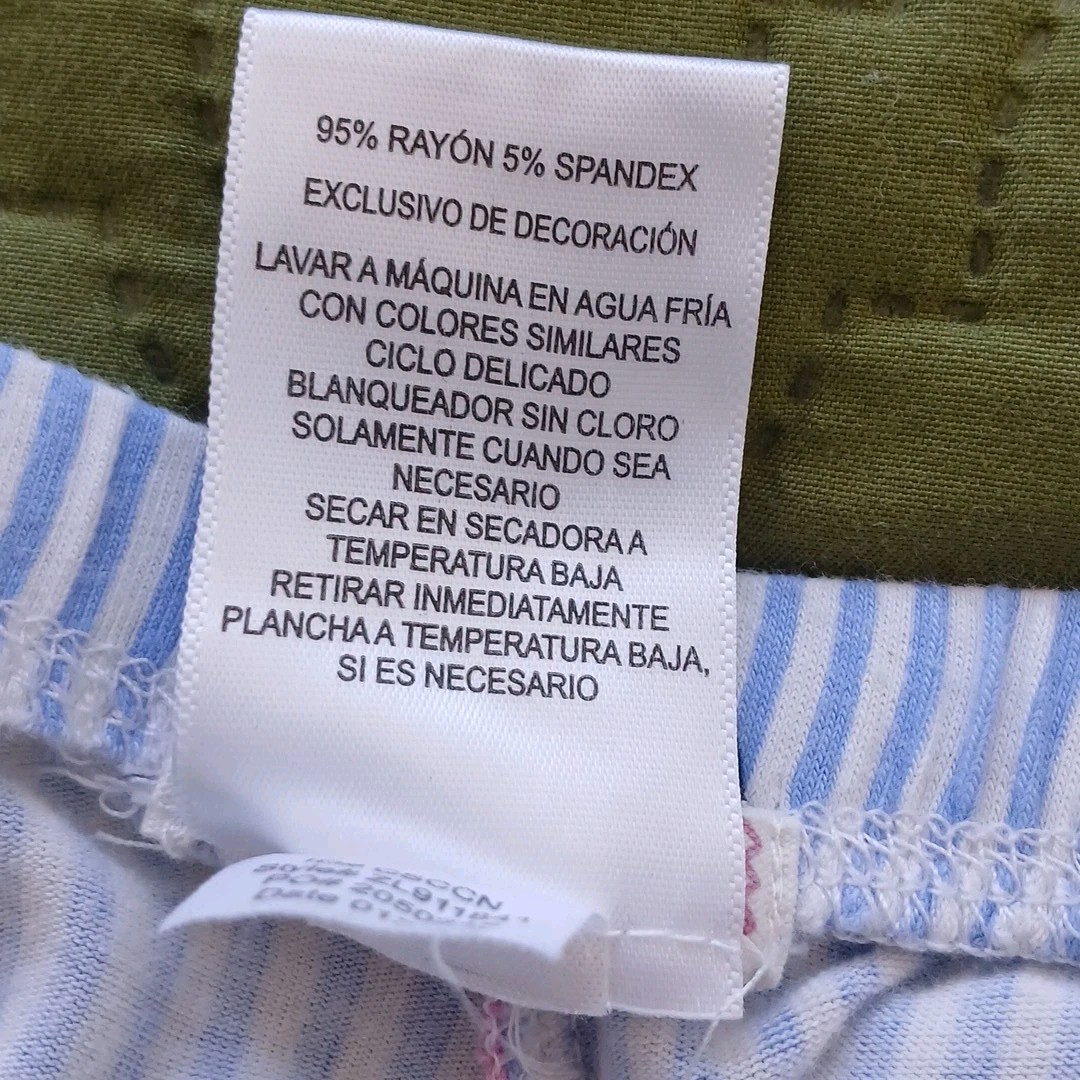 95% RAYÓN 5% SPANDEX
EXCLUSIVO DE DECORACIÓN
LAVAR A MÁQUINA EN AGUA FRÍA
CON COLORES SIMILARES
CICLO DELICADO
BLANQUEADOR SIN CLORO
SOLAMENTE CUANDO SEA
NECESARIO
SECAR EN SECADORA A
TEMPERATURA BAJA
RETIRAR INMEDIATAMENTE
PLANCHA A TEMPERATURA BAJA,
SI ES NECESARIO
Date